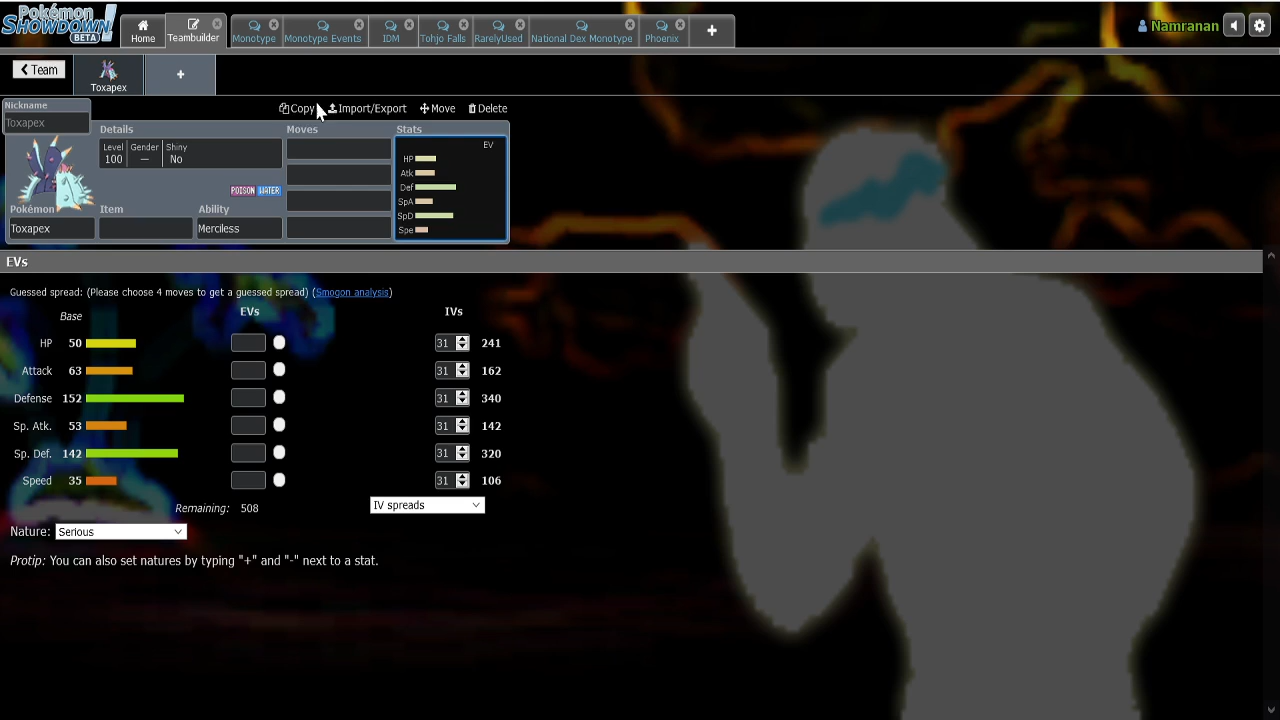 Pokémon
SHOWDOWN!
BETA
Home
Teambuilder
Monotype
Monotype Events
IDM
Tohjo Falls
RarelyUsed
National Dex Monotype
Phoenix
+
Namranan
Team
Toxapex
+
Nickname
Toxapex
Copy
Import/Export
Move
Delete
Details
Moves
Stats
Level Gender Shiny
100 — No
EV
HP
Atk
Def
SpA
SpD
Spe
POISON WATER
Pokémon
Item
Ability
Toxapex
Merciless
EVs
Guessed spread: (Please choose 4 moves to get a guessed spread) (Smogon analysis)
Base
EVs
IVs
HP 50 31 241
Attack 63 31 162
Defense 152 31 340
Sp. Atk. 53 31 142
Sp. Def. 142 31 320
Speed 35 31 106
Remaining: 508
IV spreads
Nature: Serious
Protip: You can also set natures by typing "+" and "-" next to a stat.